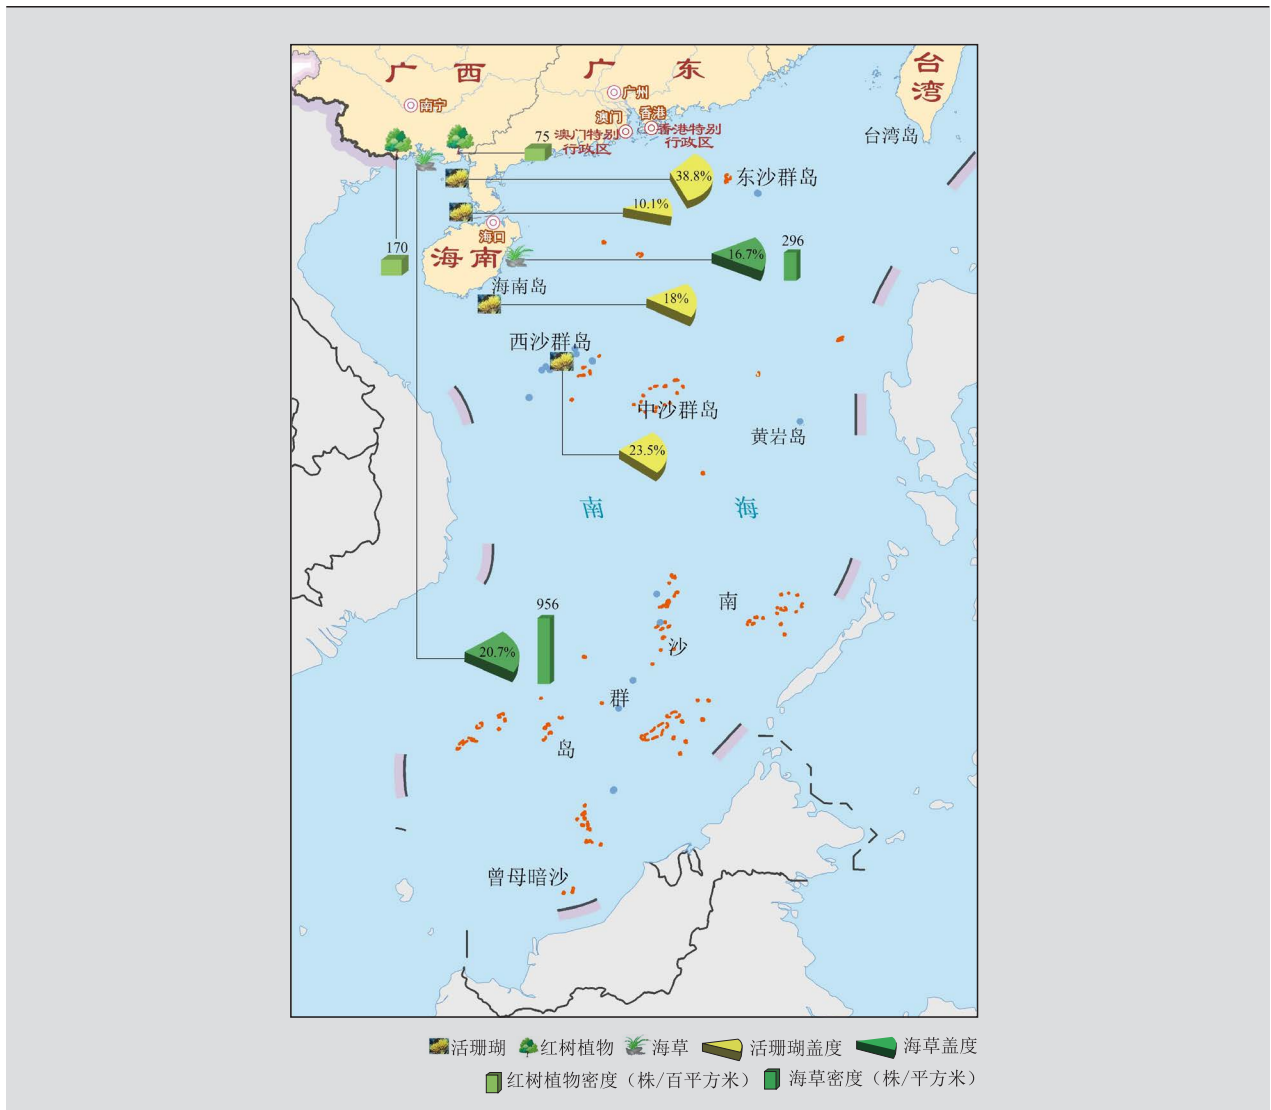 广 西
广 东
台
湾
南宁
广州
澳门
香港
澳门特别
行政区
香港特别
行政区
台湾岛
75
38.8%
东沙群岛
10.1%
海口
170
海南
16.7%
296
海南岛
18%
西沙群岛
中沙群岛
黄岩岛
23.5%
南 海
956
20.7%
南
沙
群
岛
曾母暗沙
活珊瑚 红树植物 海草 活珊瑚盖度 海草盖度
红树植物密度（株/百平方米） 海草密度（株/平方米）